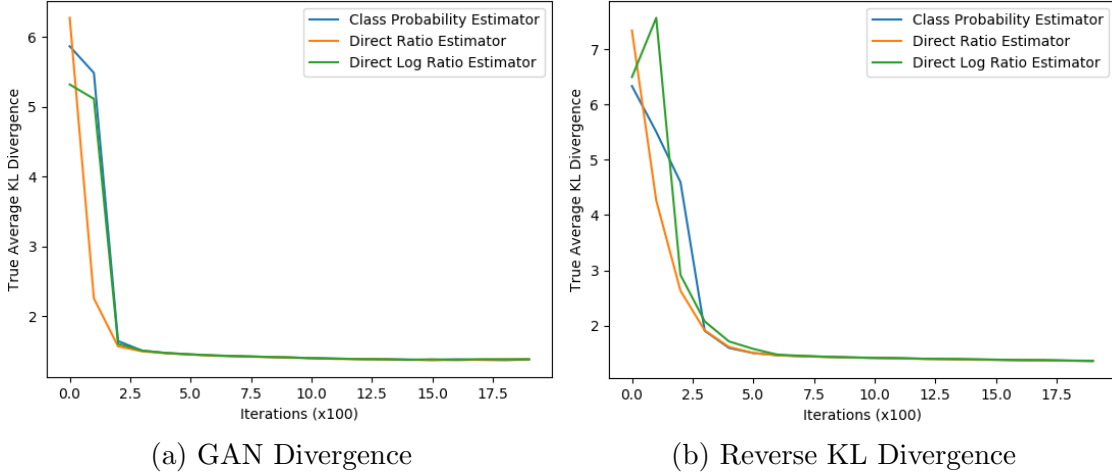 Class Probability Estimator
Direct Ratio Estimator
Direct Log Ratio Estimator
True Average KL Divergence
6
5
4
3
2
0.0 2.5 5.0 7.5 10.0 12.5 15.0 17.5
Iterations (x100)
(a) GAN Divergence
Class Probability Estimator
Direct Ratio Estimator
Direct Log Ratio Estimator
True Average KL Divergence
7
6
5
4
3
2
0.0 2.5 5.0 7.5 10.0 12.5 15.0 17.5
Iterations (x100)
(b) Reverse KL Divergence